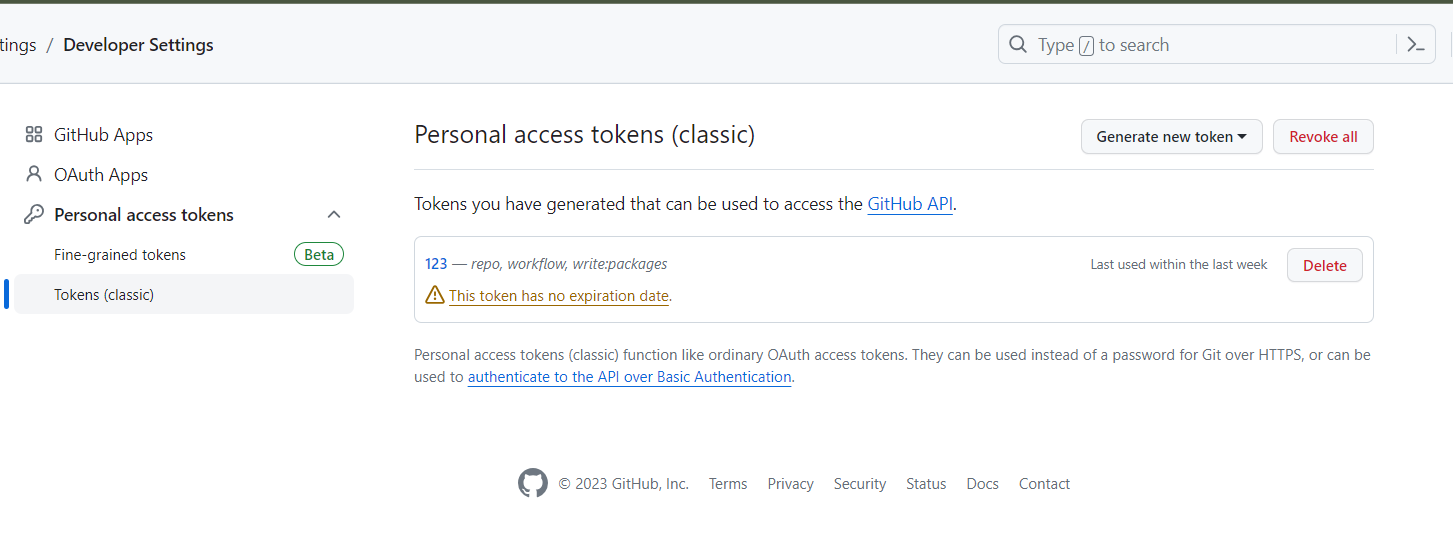 tings / Developer Settings
Type / to search
GitHub Apps
OAuth Apps
Personal access tokens
Fine-grained tokens Beta
Tokens (classic)
Personal access tokens (classic)
Generate new token
Revoke all
Tokens you have generated that can be used to access the GitHub API.
123 — repo, workflow, write:packages
Last used within the last week
Delete
This token has no expiration date.
Personal access tokens (classic) function like ordinary OAuth access tokens. They can be used instead of a password for Git over HTTPS, or can be
used to authenticate to the API over Basic Authentication.
© 2023 GitHub, Inc. Terms Privacy Security Status Docs Contact